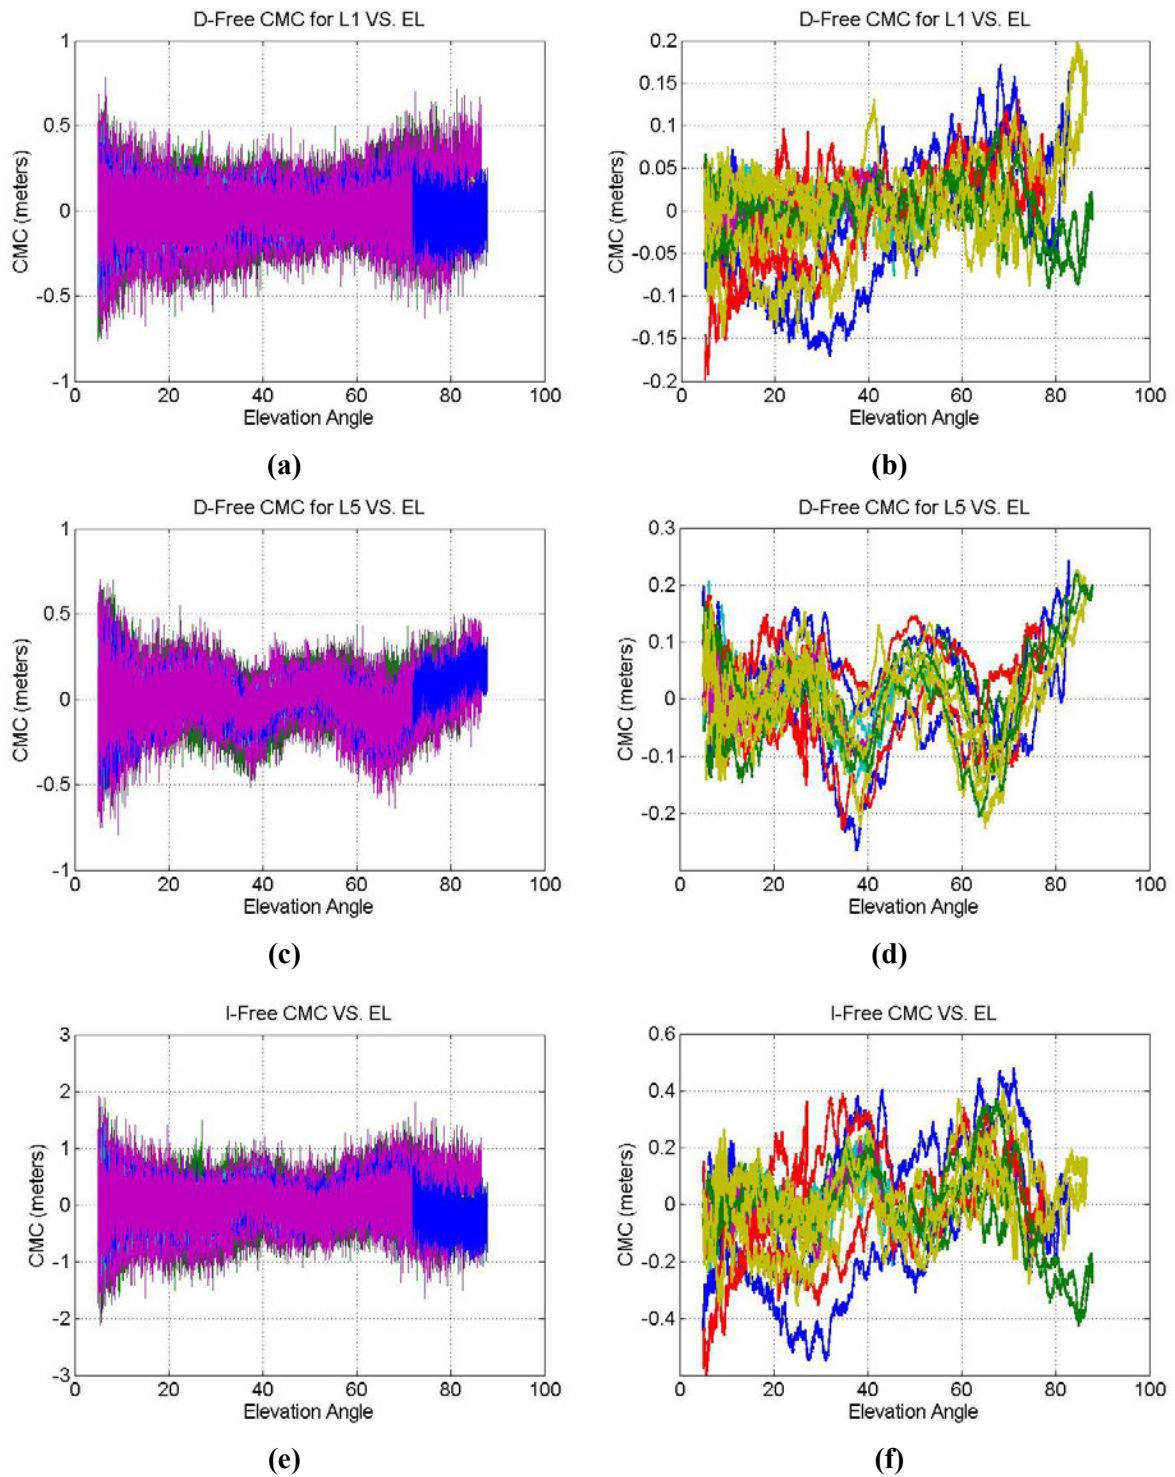 D-Free CMC for L1 VS. EL
D-Free CMC for L1 VS. EL
CMC (meters)
1
0.5
0
-0.5
-1
0 20 40 60 80 100
Elevation Angle
(a)
CMC (meters)
0.2
0.15
0.1
0.05
0
-0.05
-0.1
-0.15
-0.2
0 20 40 60 80 100
Elevation Angle
(b)
D-Free CMC for L5 VS. EL
D-Free CMC for L5 VS. EL
CMC (meters)
1
0.5
0
-0.5
-1
0 20 40 60 80 100
Elevation Angle
(c)
CMC (meters)
0.3
0.2
0.1
0
-0.1
-0.2
0 20 40 60 80 100
Elevation Angle
(d)
I-Free CMC VS. EL
I-Free CMC VS. EL
CMC (meters)
3
2
1
0
-1
-2
-3
0 20 40 60 80 100
Elevation Angle
(e)
CMC (meters)
0.6
0.4
0.2
0
-0.2
-0.4
0 20 40 60 80 100
Elevation Angle
(f)